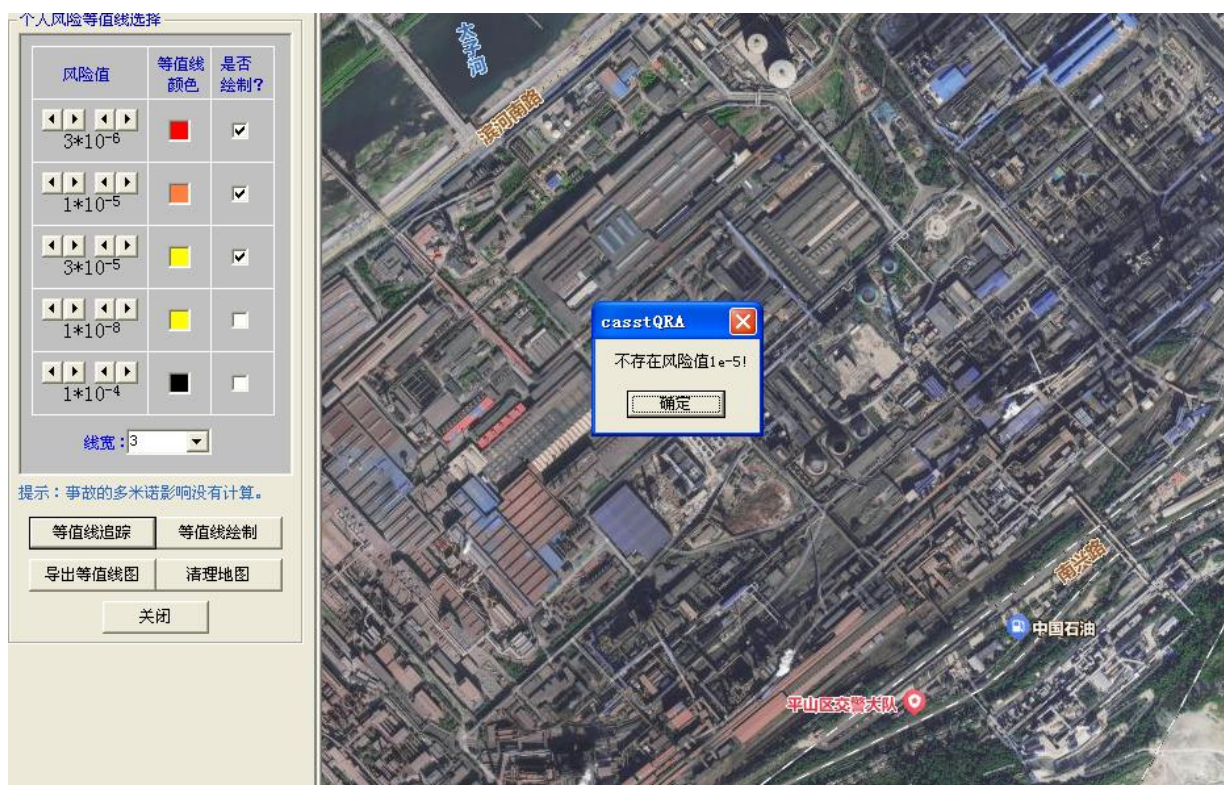 个人风险等值线选择
风险值
等值线
颜色
是否
绘制?
3*10-6
1*10-5
3*10-5
1*10-8
1*10-4
线宽:3
提示:事故的多米诺影响没有计算。
等值线追踪
等值线绘制
导出等值线图
清理地图
关闭
太子河
滨河南路
casstQRA
不存在风险值1e-5!
确定
南兴路
中国石油
平山区交警大队